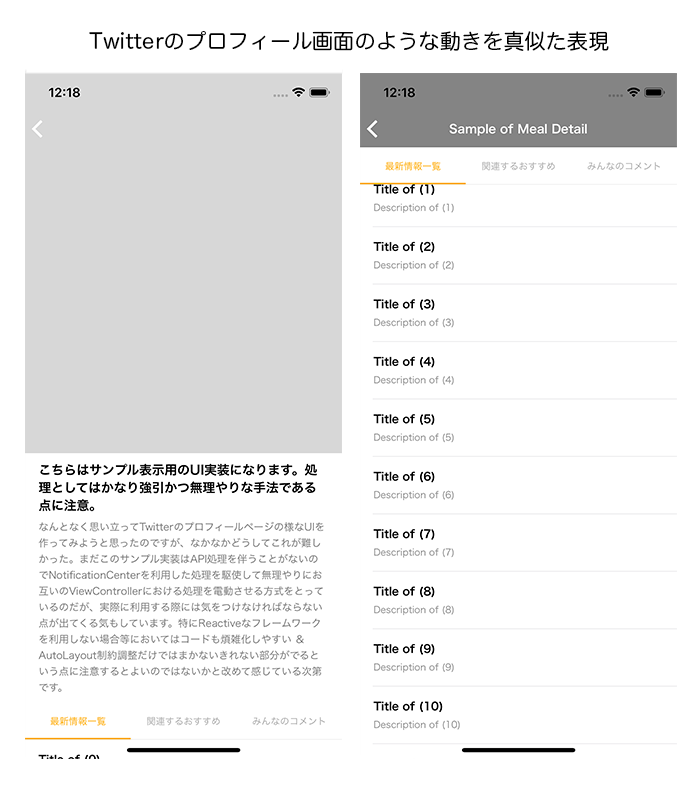 Twitterのプロフィール画面のような動きを真似た表現
12:18
こちらはサンプル表示用のUI実装になります。処
理としてはかなり強引かつ無理やりな手法である
点に注意。
なんとなく思い立ってTwitterのプロフィールページの様なUIを
作ってみようと思ったのですが、なかなかどうしてこれが難し
かった。まだこのサンプル実装はAPI処理を伴うことがないの
でNotificationCenterを利用した処理を駆使して無理やりにお
互いのViewControllerにおける処理を電動させる方式をとって
いるのだが、実際に利用する際には気をつけなければならない
点が出てくる気もしています。特にReactiveなフレームワーク
を利用しない場合等においてはコードも煩雑化しやすい &
AutoLayout制約調整だけではまかないきれない部分がでると
いう点に注意するとよいのではないかと改めて感じている次第
です。
最新情報一覧 関連するおすすめ みんなのコメント
Title of (0)
12:18
Sample of Meal Detail
最新情報一覧 関連するおすすめ みんなのコメント
Title of (1)
Description of (1)
Title of (2)
Description of (2)
Title of (3)
Description of (3)
Title of (4)
Description of (4)
Title of (5)
Description of (5)
Title of (6)
Description of (6)
Title of (7)
Description of (7)
Title of (8)
Description of (8)
Title of (9)
Description of (9)
Title of (10)
Description of (10)